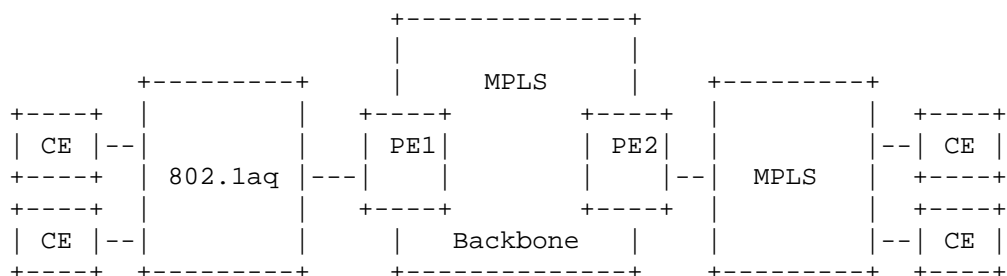 MPLS
CE PE1 PE2 CE
802.1aq MPLS
CE Backbone CE